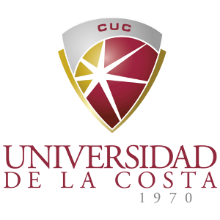 CUC
UNIVERSIDAD
DE LA COSTA
1970